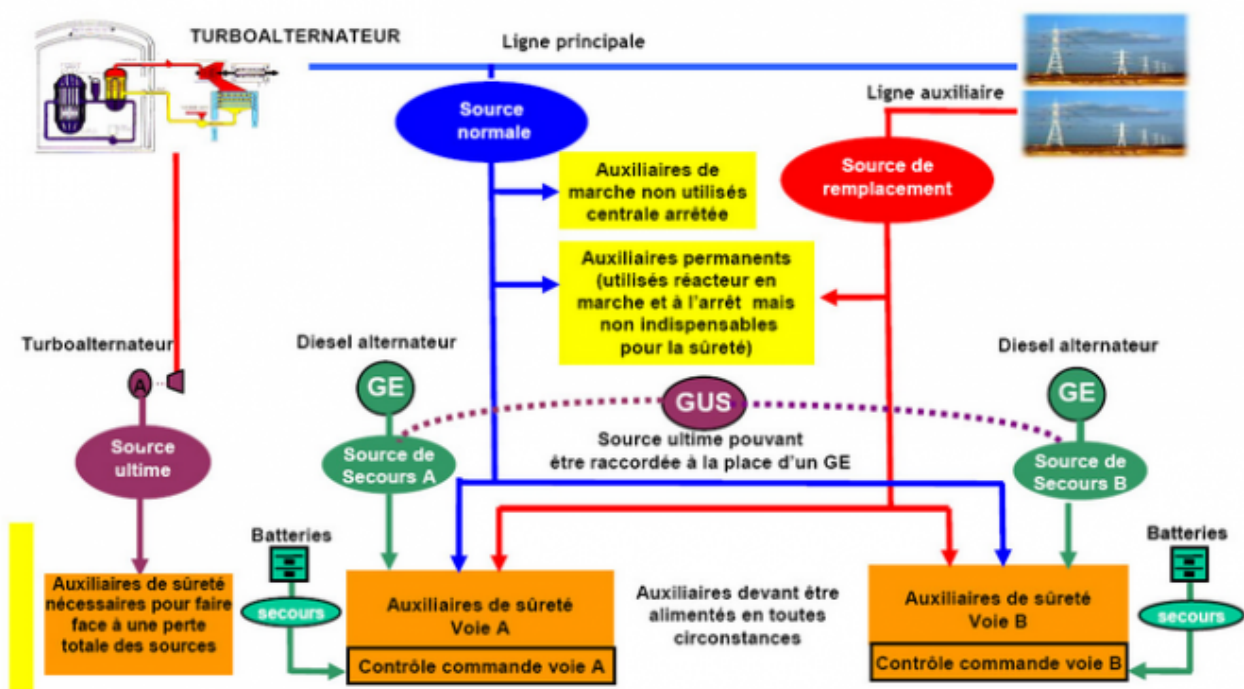 TURBOALTERNATEUR
Ligne principale
Ligne auxiliaire
Source
normale
Source de
remplacement
Auxiliaires de
marche non utilisés
centrale arrêtée
Auxiliaires permanents
(utilisés réacteur en
marche et à l'arrêt mais
non indispensables
pour la sûreté)
Turboalternateur
A
Diesel alternateur
GE
Diesel alternateur
GE
GUS
Source ultime pouvant
être raccordée à la place d'un GE
Source
ultime
Source de
Secours A
Source de
Secours B
Batteries
secours
Batteries
secours
Auxiliaires de sûreté
nécessaires pour faire
face à une perte
totale des sources
Auxiliaires de sûreté
Voie A
Contrôle commande voie A
Auxiliaires devant être
alimentés en toutes
circonstances
Auxiliaires de sûreté
Voie B
Contrôle commande voie B